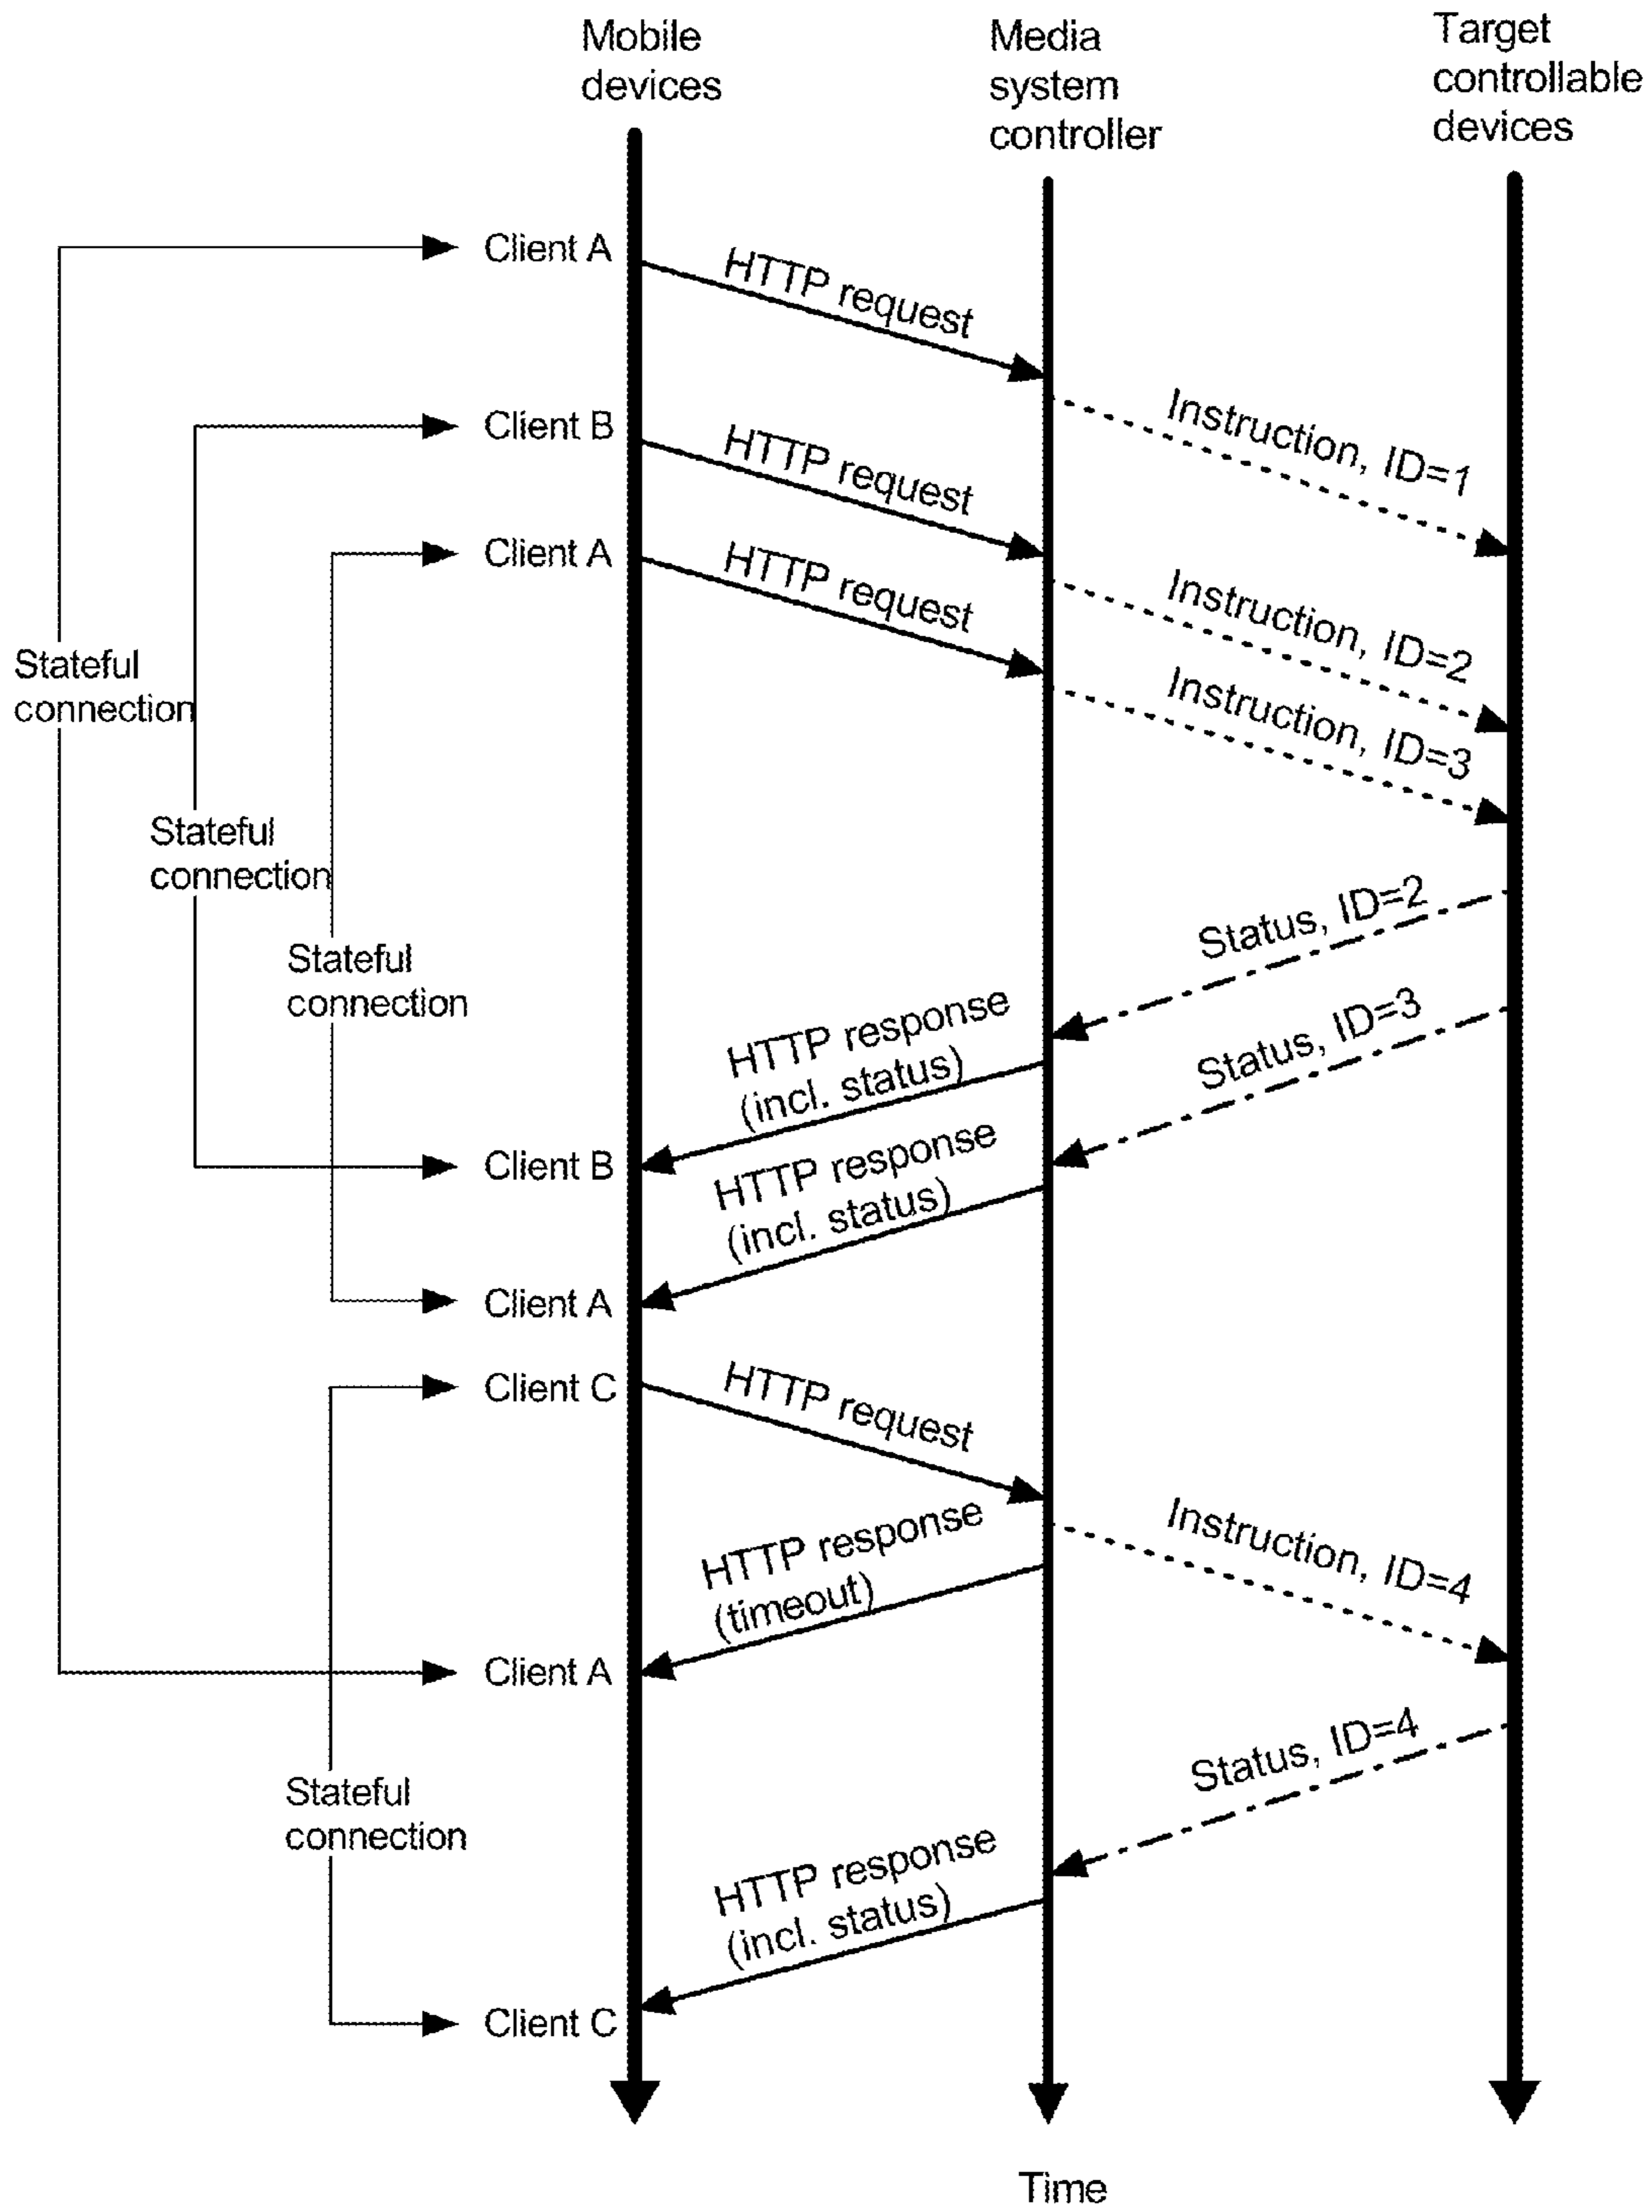 Mobile
devices
Media
system
controller
Target
controllable
devices
Client A
HTTP request
Instruction, ID=1
Client B
HTTP request
Client A
HTTP request
Instruction, ID=2
Stateful
connection
Instruction, ID=3
Stateful
connection
Status, ID=2
Stateful
connection
HTTP response
(incl. status)
Status, ID=3
Client B
HTTP response
(incl. status)
Client A
Client C
HTTP request
HTTP response
(timeout)
Instruction, ID=4
Client A
Status, ID=4
Stateful
connection
HTTP response
(incl. status)
Client C
Time